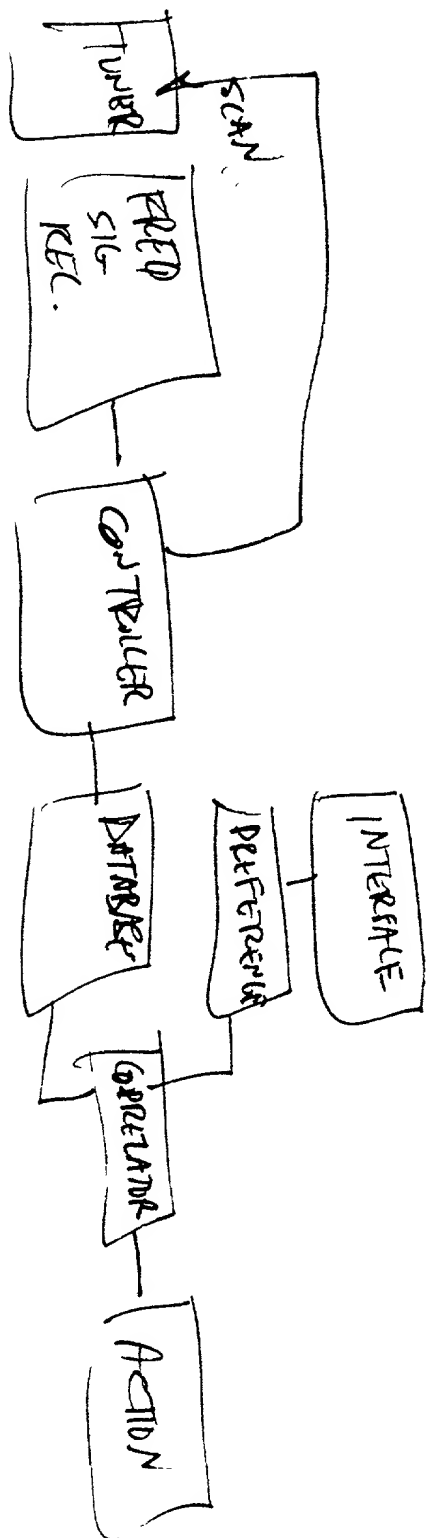 TUNER
SCAN
FREQ
SIG
REC.
CONTROLLER
INTERFACE
PREFERENCE
DATABASE
CORRELATOR
ACTION